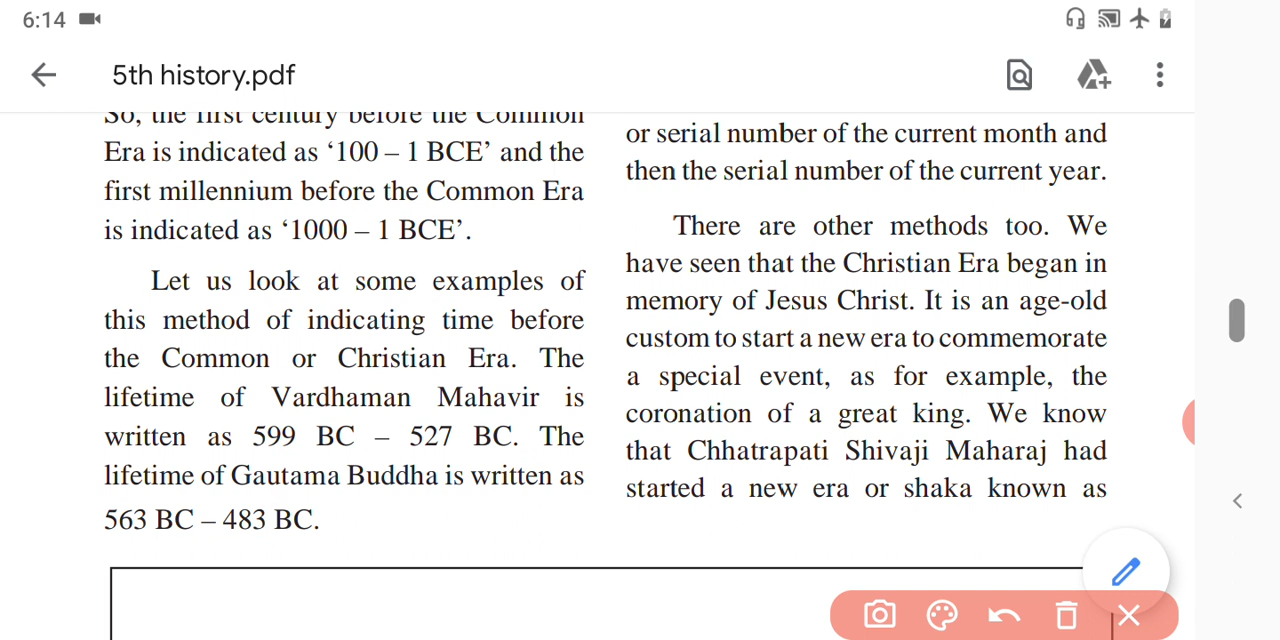 6:14
5th history.pdf
So, the first century before the Common
Era is indicated as ‘100 – 1 BCE’ and the
first millennium before the Common Era
is indicated as ‘1000 – 1 BCE’.
Let us look at some examples of
this method of indicating time before
the Common or Christian Era. The
lifetime of Vardhaman Mahavir is
written as 599 BC – 527 BC. The
lifetime of Gautama Buddha is written as
563 BC – 483 BC.
or serial number of the current month and
then the serial number of the current year.
There are other methods too. We
have seen that the Christian Era began in
memory of Jesus Christ. It is an age-old
custom to start a new era to commemorate
a special event, as for example, the
coronation of a great king. We know
that Chhatrapati Shivaji Maharaj had
started a new era or shaka known as